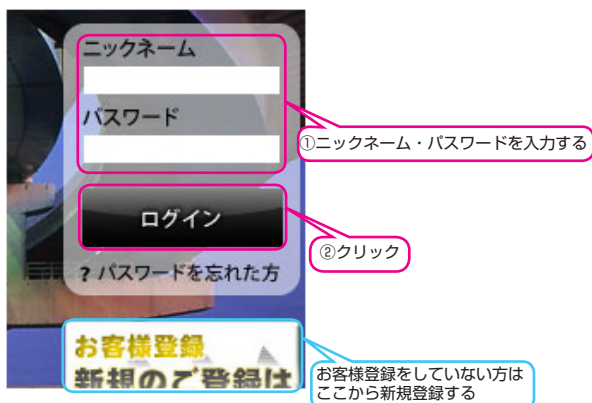 ニックネーム
パスワード
①ニックネーム・パスワードを入力する
ログイン
②クリック
? パスワードを忘れた方
お客様登録
新規のご登録は
お客様登録をしていない方は
ここから新規登録する